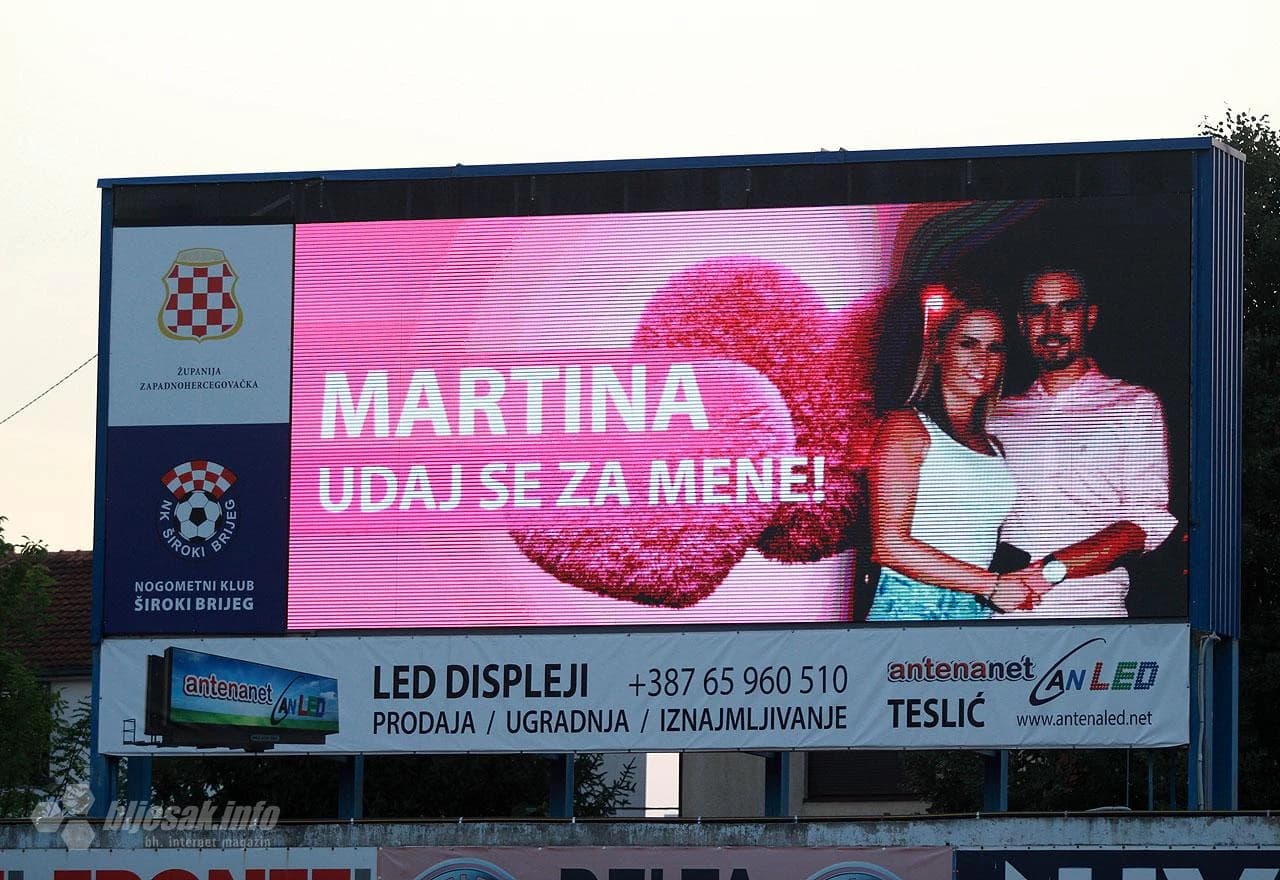 ŽUPANIJA
ZAPADNOHERCEGOVAČKA
NK ŠIROKI BRIJEG
NOGOMETNI KLUB
ŠIROKI BRIJEG
MARTINA
UDAJ SE ZA MENE!
antenanet AN LED
LED DISPLEJI +387 65 960 510
PRODAJA / UGRADNJA / IZNAJMLJIVANJE
antenanet AN LED
TESLIĆ www.antenaled.net
bljesak.info
bh. internet magazin